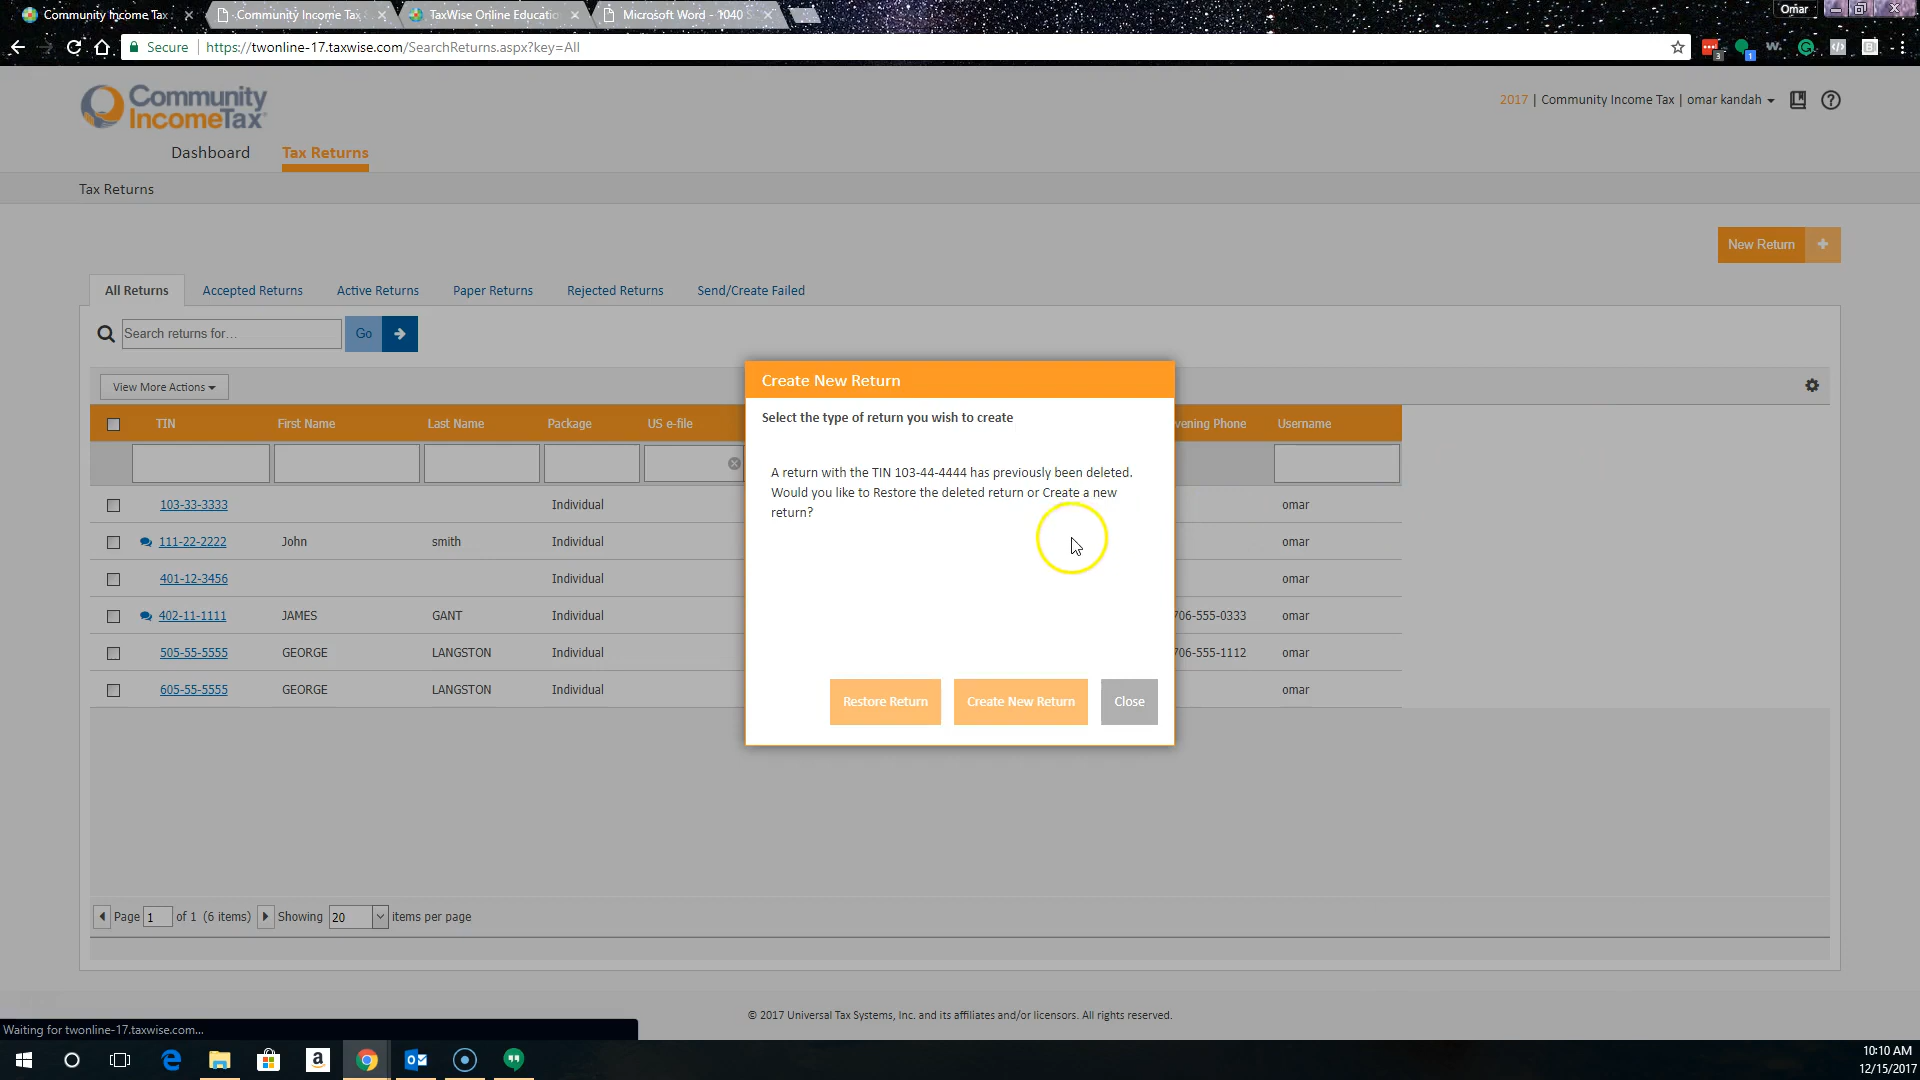 Community Income Tax
Community Income Tax
TaxWise Online Educatio
Microsoft Word - 1040 S
Omar
Secure
https://twonline-17.taxwise.com/SearchReturns.aspx?key=All
3
1
w.
Community
IncomeTax
2017 | Community Income Tax | omar kandah
Dashboard
Tax Returns
Tax Returns
New Return +
All Returns
Accepted Returns
Active Returns
Paper Returns
Rejected Returns
Send/Create Failed
Search returns for...
Go
View More Actions
TIN First Name Last Name Package US e-file vening Phone Username
103-33-3333 Individual omar
111-22-2222 John smith Individual omar
401-12-3456 Individual omar
402-11-1111 JAMES GANT Individual 706-555-0333 omar
505-55-5555 GEORGE LANGSTON Individual 706-555-1112 omar
605-55-5555 GEORGE LANGSTON Individual omar
Create New Return
Select the type of return you wish to create
A return with the TIN 103-44-4444 has previously been deleted.
Would you like to Restore the deleted return or Create a new
return?
Restore Return
Create New Return
Close
Page 1 of 1 (6 items) Showing 20 items per page
© 2017 Universal Tax Systems, Inc. and its affiliates and/or licensors. All rights reserved.
Waiting for twonline-17.taxwise.com...
10:10 AM
12/15/2017